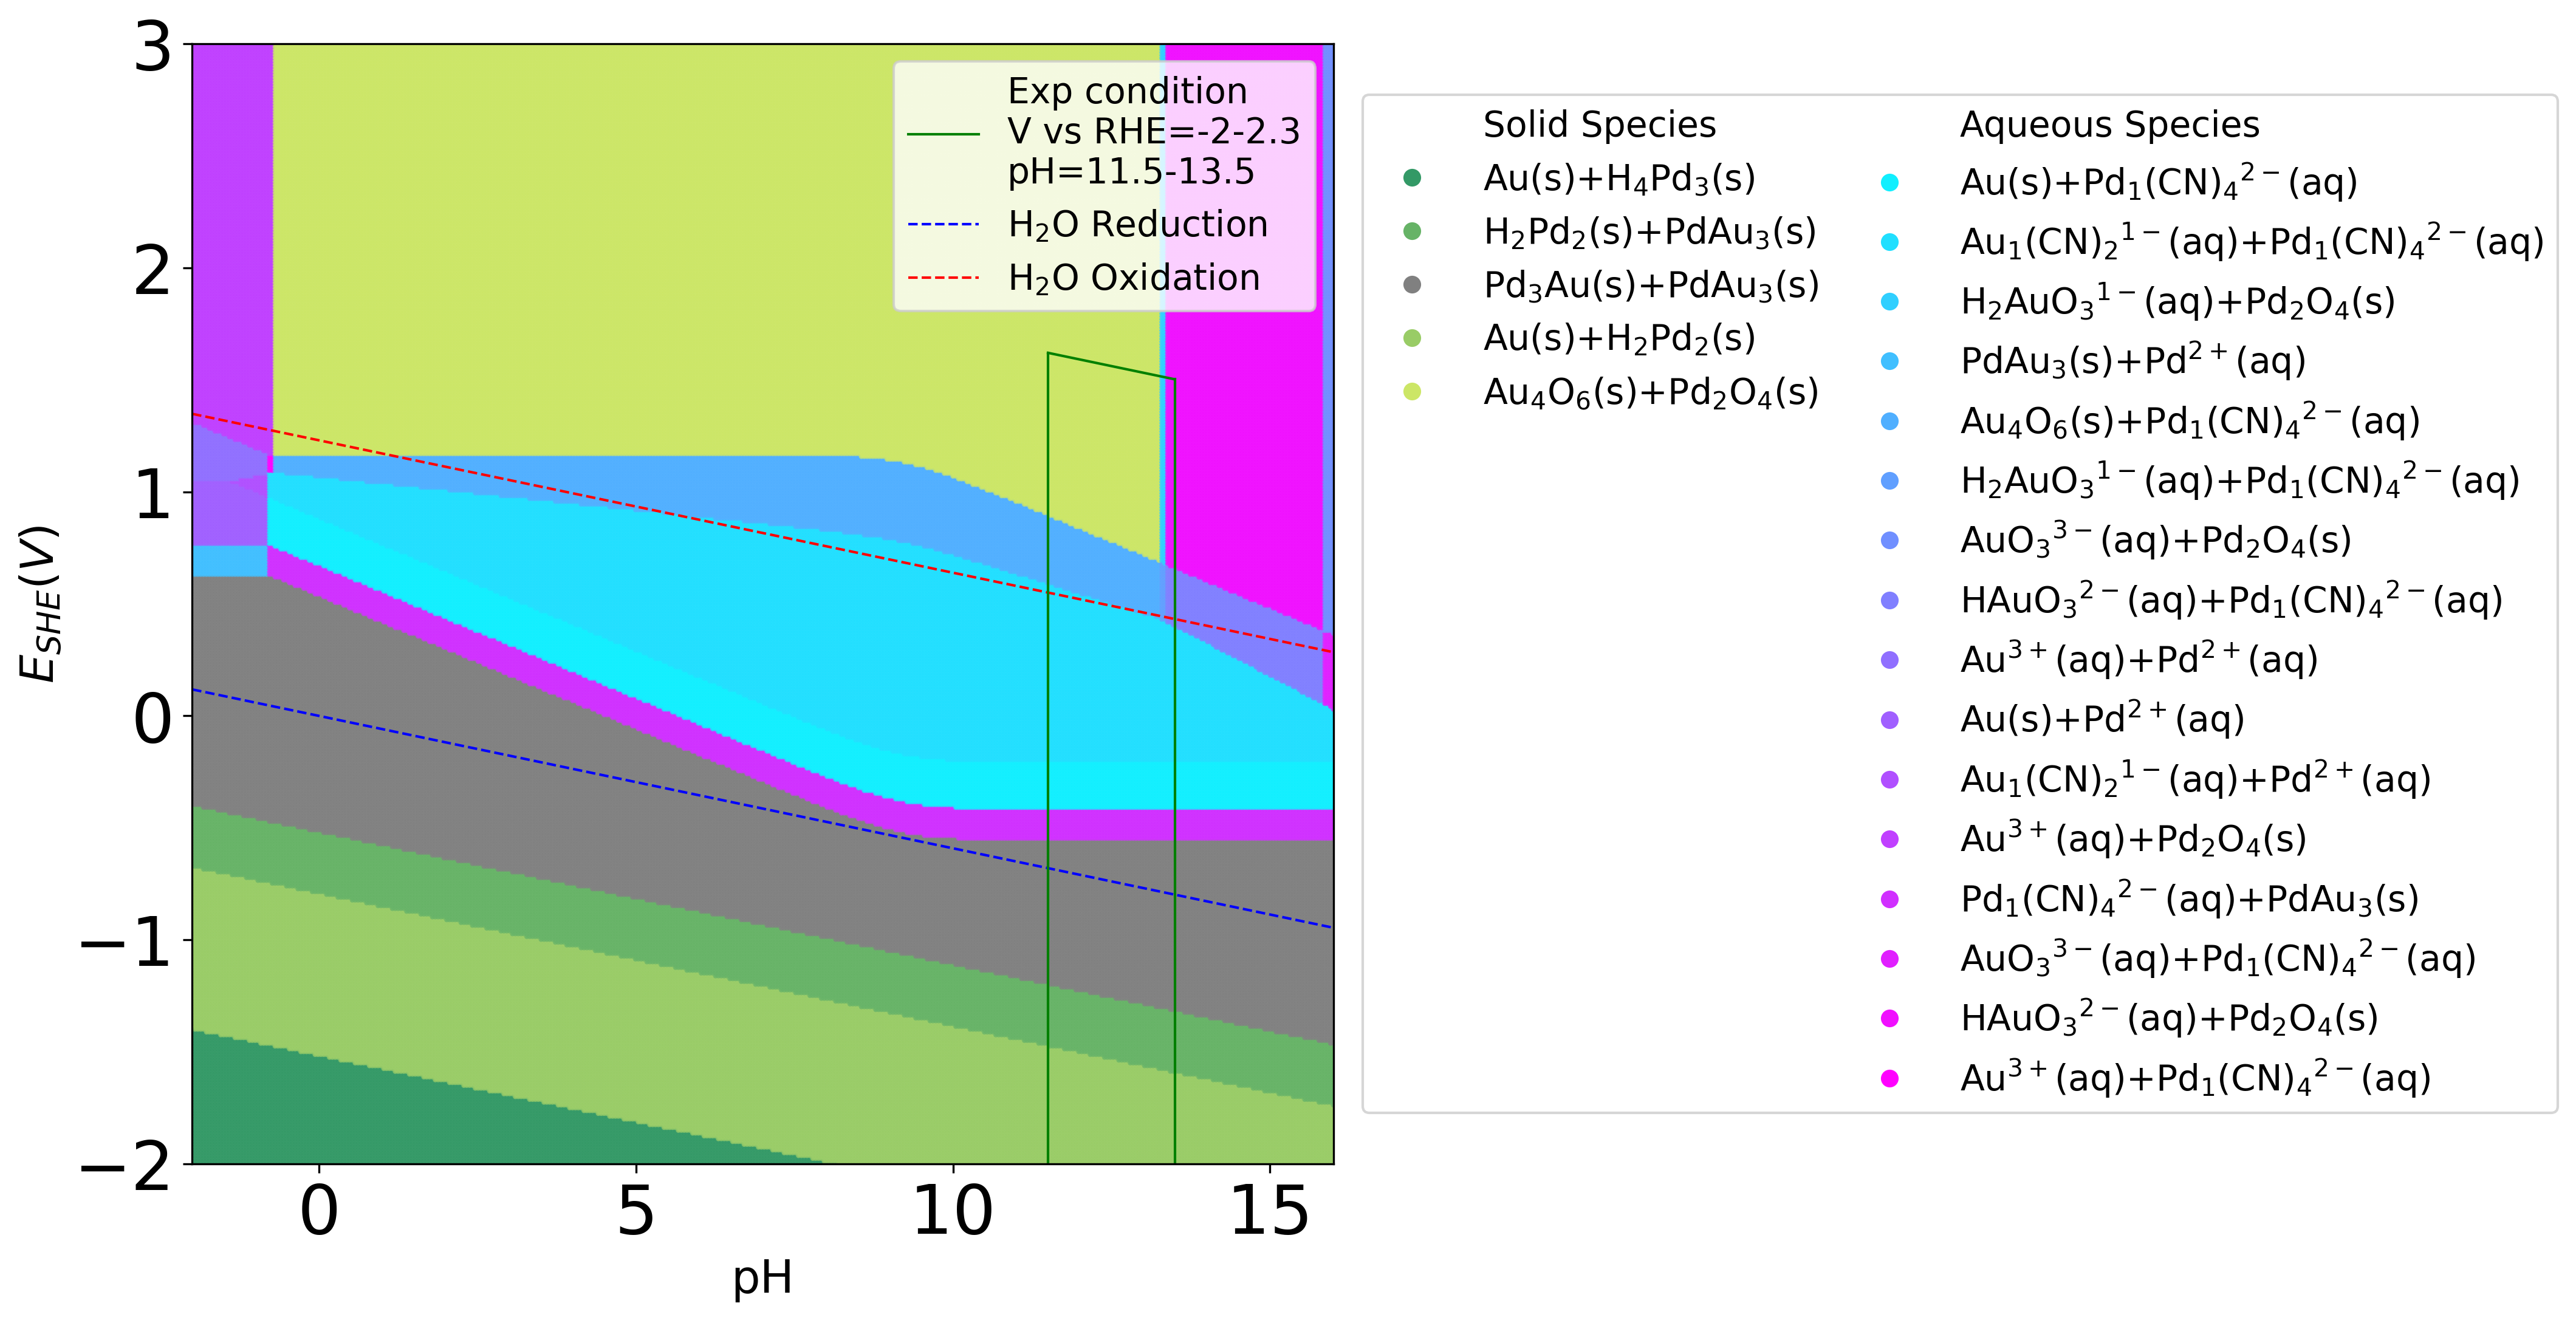 3
2
1
0
−1
−2
E_{SHE}(V)
0 5 10 15
pH
Exp condition
V vs RHE=-2-2.3
pH=11.5-13.5
H₂O Reduction
H₂O Oxidation
Solid Species
Au(s)+H₄Pd₃(s)
H₂Pd₂(s)+PdAu₃(s)
Pd₃Au(s)+PdAu₃(s)
Au(s)+H₂Pd₂(s)
Au₄O₆(s)+Pd₂O₄(s)
Aqueous Species
Au(s)+Pd₁(CN)₄²⁻(aq)
Au₁(CN)₂¹⁻(aq)+Pd₁(CN)₄²⁻(aq)
H₂AuO₃¹⁻(aq)+Pd₂O₄(s)
PdAu₃(s)+Pd²⁺(aq)
Au₄O₆(s)+Pd₁(CN)₄²⁻(aq)
H₂AuO₃¹⁻(aq)+Pd₁(CN)₄²⁻(aq)
AuO₃³⁻(aq)+Pd₂O₄(s)
HAuO₃²⁻(aq)+Pd₁(CN)₄²⁻(aq)
Au³⁺(aq)+Pd²⁺(aq)
Au(s)+Pd²⁺(aq)
Au₁(CN)₂¹⁻(aq)+Pd²⁺(aq)
Au³⁺(aq)+Pd₂O₄(s)
Pd₁(CN)₄²⁻(aq)+PdAu₃(s)
AuO₃³⁻(aq)+Pd₁(CN)₄²⁻(aq)
HAuO₃²⁻(aq)+Pd₂O₄(s)
Au³⁺(aq)+Pd₁(CN)₄²⁻(aq)